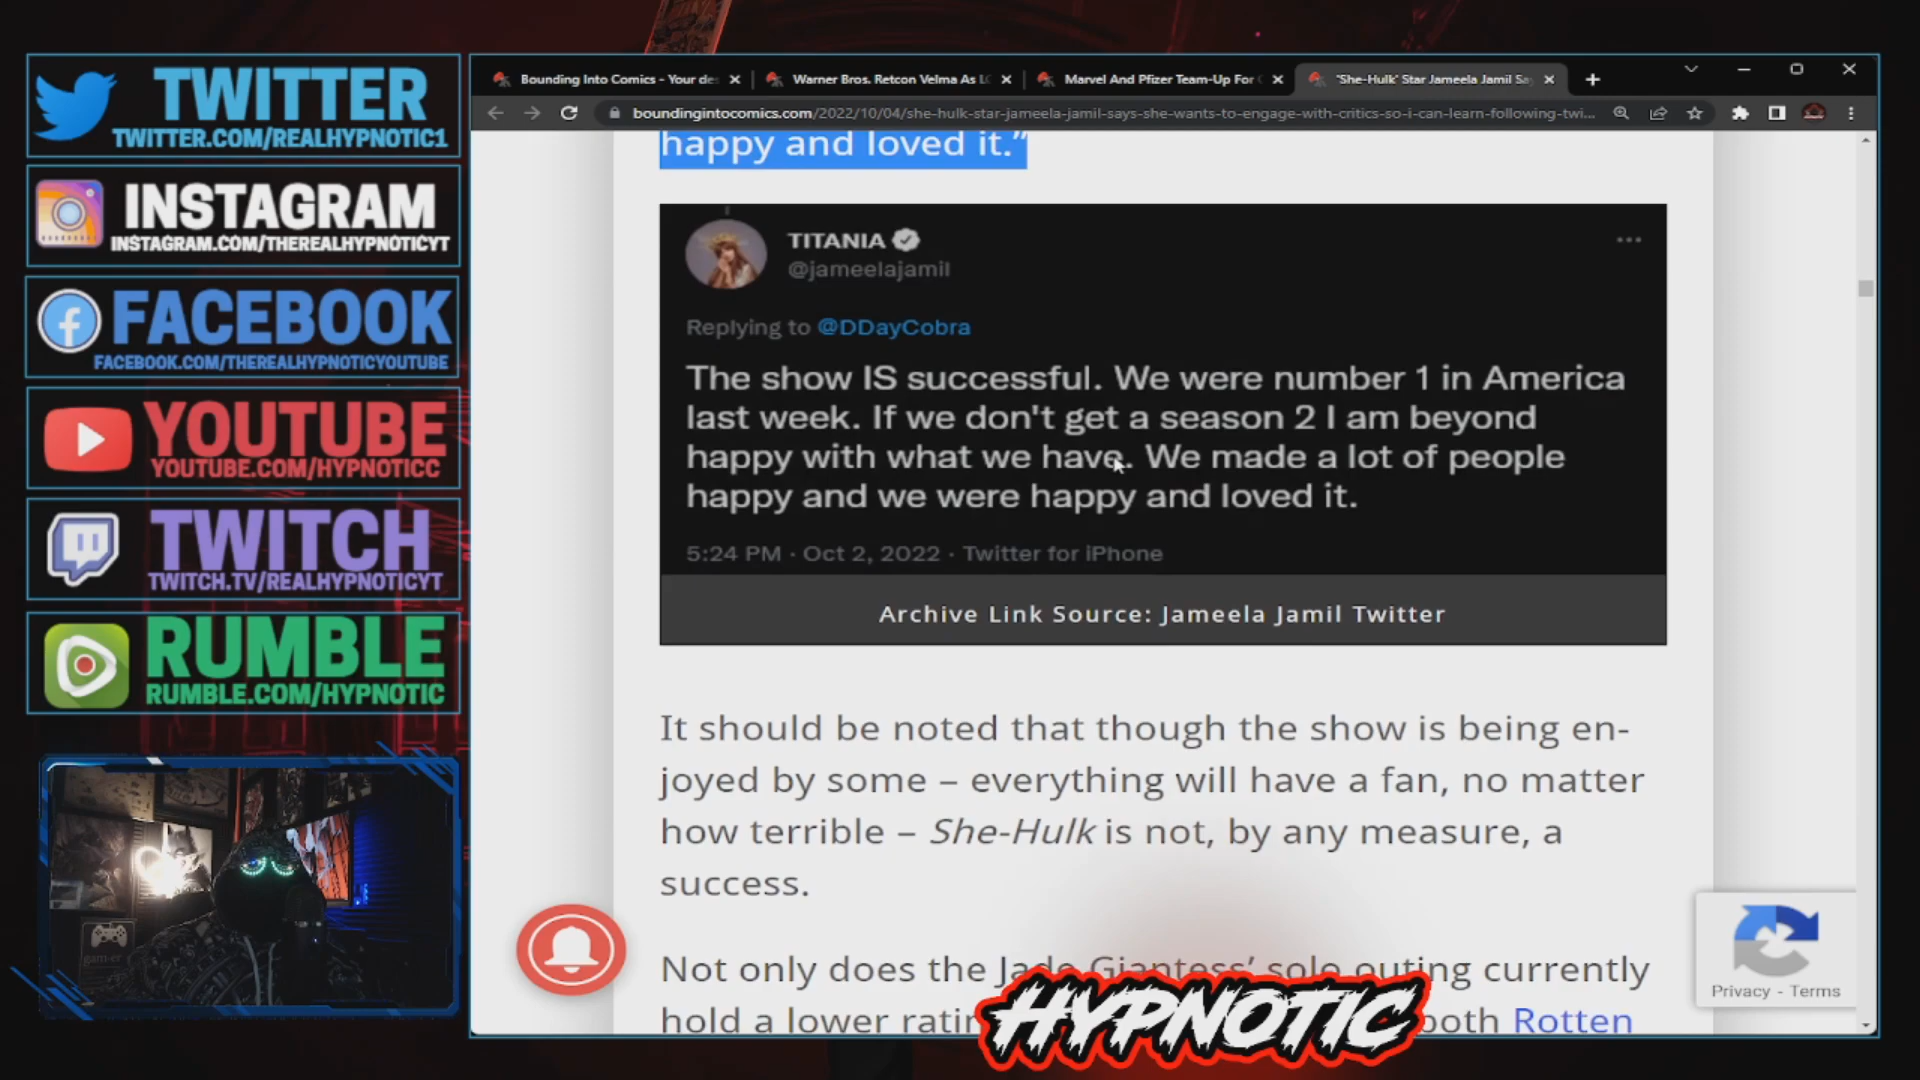 TWITTER
TWITTER.COM/REALHYPNOTIC1
INSTAGRAM
INSTAGRAM.COM/THEREALHYPNOTICYT
FACEBOOK
FACEBOOK.COM/THEREALHYPNOTICYOUTUBE
YOUTUBE
YOUTUBE.COM/HYPNOTICC
TWITCH
TWITCH.TV/REALHYPNOTICYT
RUMBLE
RUMBLE.COM/HYPNOTIC
gam·er
Bounding Into Comics - Your de
Warner Bros. Retcon Velma As L
Marvel And Pfizer Team-Up For
'She-Hulk' Star Jameela Jamil Sa
boundingintocomics.com/2022/10/04/she-hulk-star-jameela-jamil-says-she-wants-to-engage-with-critics-so-i-can-learn-following-twi...
happy and loved it.”
TITANIA
@jameelajamil
Replying to @DDayCobra
The show IS successful. We were number 1 in America
last week. If we don't get a season 2 I am beyond
happy with what we have. We made a lot of people
happy and we were happy and loved it.
5:24 PM · Oct 2, 2022 · Twitter for iPhone
Archive Link Source: Jameela Jamil Twitter
It should be noted that though the show is being en-
joyed by some – everything will have a fan, no matter
how terrible – She-Hulk is not, by any measure, a
success.
Not only does the Jade Giantess’ solo outing currently
hold a lower both Rotten
HYPNOTIC
Privacy - Terms